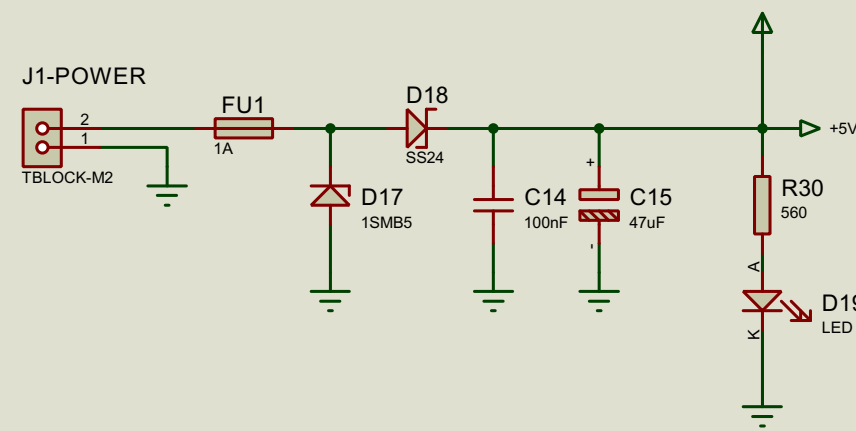 J1-POWER
2
1
TBLOCK-M2
FU1
1A
D17
1SMB5
D18
SS24
C14
100nF
+
-
C15
47uF
+5V
R30
560
A
K
D19
LED